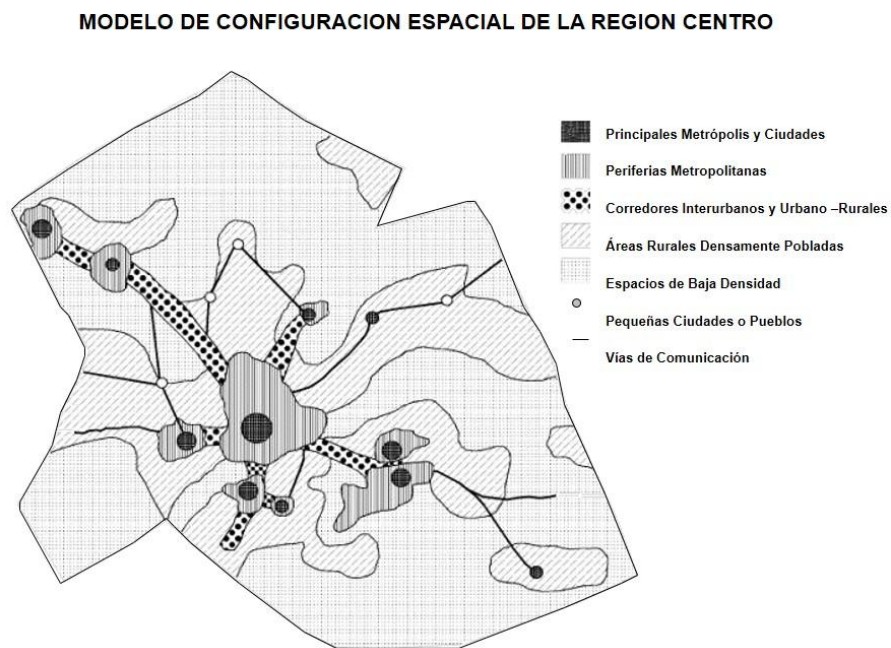 MODELO DE CONFIGURACION ESPACIAL DE LA REGION CENTRO
Principales Metrópolis y Ciudades
Periferias Metropolitanas
Corredores Interurbanos y Urbano –Rurales
Áreas Rurales Densamente Pobladas
Espacios de Baja Densidad
Pequeñas Ciudades o Pueblos
Vías de Comunicación